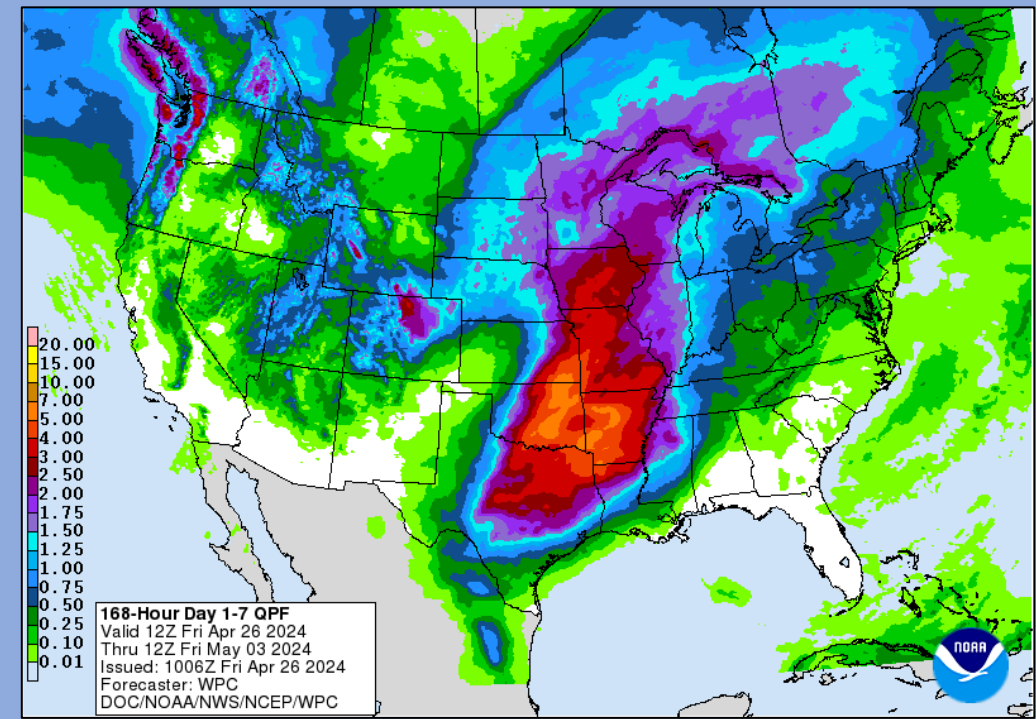 20.00
15.00
10.00
7.00
5.00
4.00
3.00
2.50
2.00
1.75
1.50
1.25
1.00
0.75
0.50
0.25
0.10
0.01
168-Hour Day 1-7 QPF
Valid 12Z Fri Apr 26 2024
Thru 12Z Fri May 03 2024
Issued: 1006Z Fri Apr 26 2024
Forecaster: WPC
DOC/NOAA/NWS/NCEP/WPC
NOAA